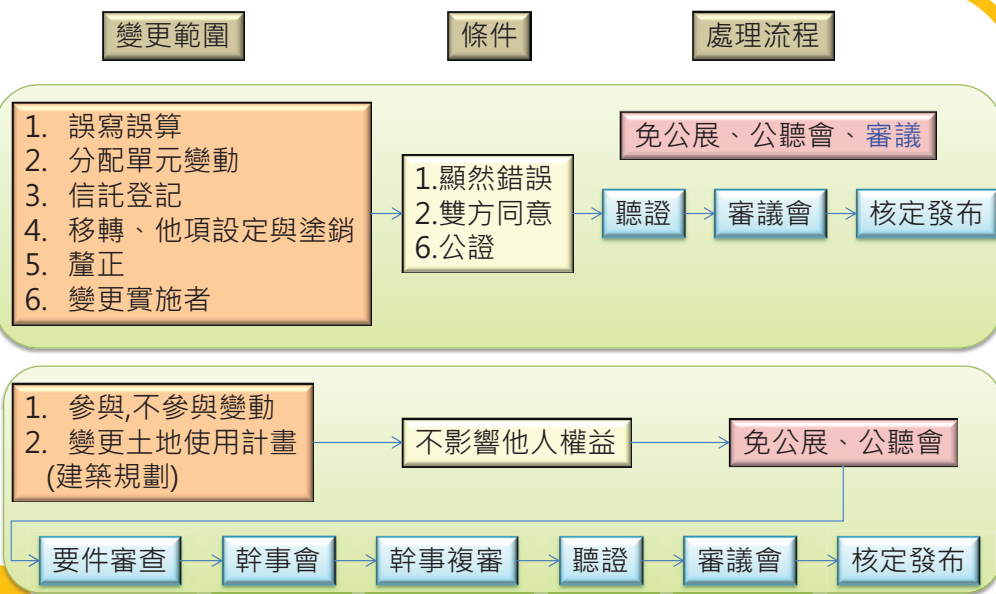 變更範圍
條件
處理流程
1. 誤寫誤算
2. 分配單元變動
3. 信託登記
4. 移轉、他項設定與塗銷
5. 釐正
6. 變更實施者
1.顯然錯誤
2.雙方同意
6.公證
免公展、公聽會、審議
聽證
審議會
核定發布
1. 參與,不參與變動
2. 變更土地使用計畫
(建築規劃)
不影響他人權益
免公展、公聽會
要件審查
幹事會
幹事複審
聽證
審議會
核定發布